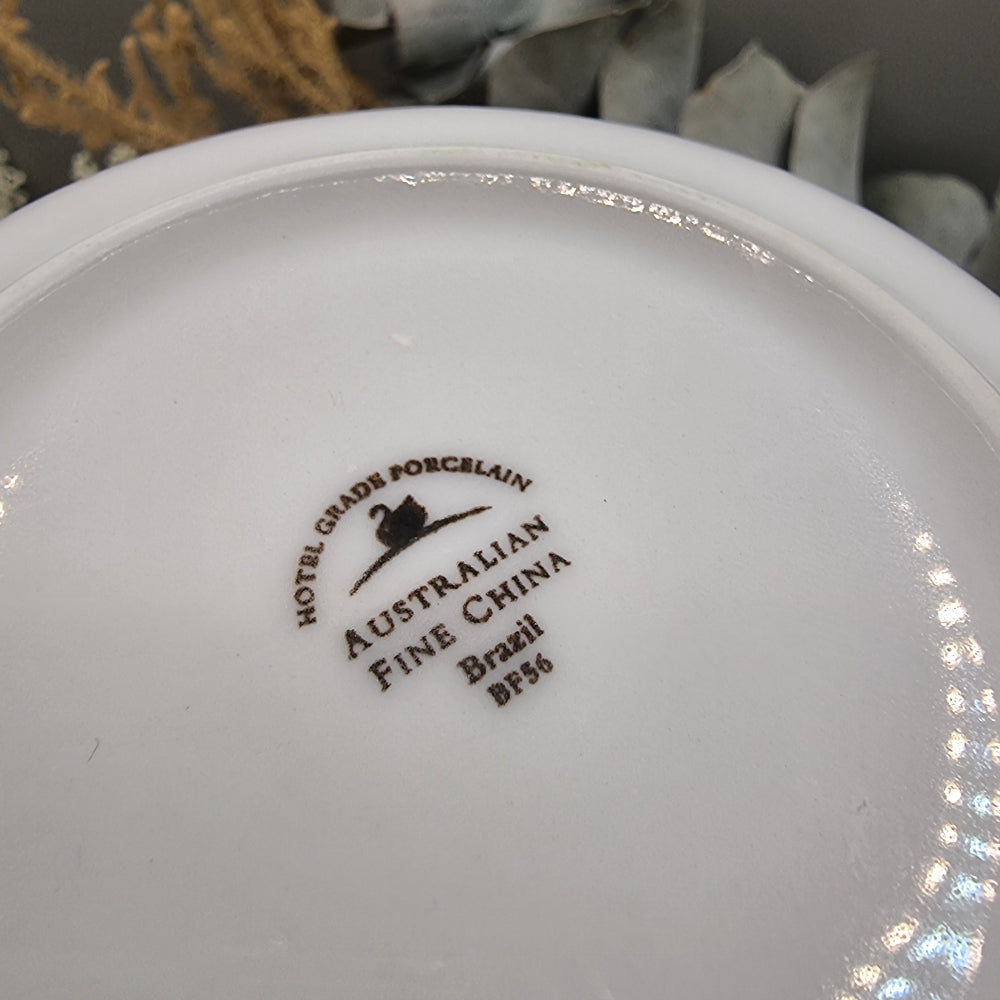 HOTEL GRADE PORCELAIN
AUSTRALIAN
FINE CHINA
Brazil
BF56